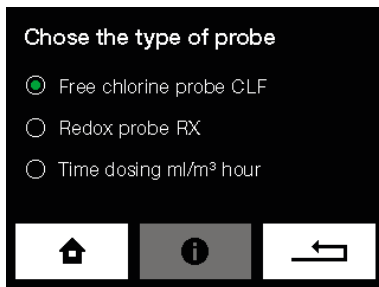 Chose the type of probe
Free chlorine probe CLF
Redox probe RX
Time dosing ml/m³ hour
i